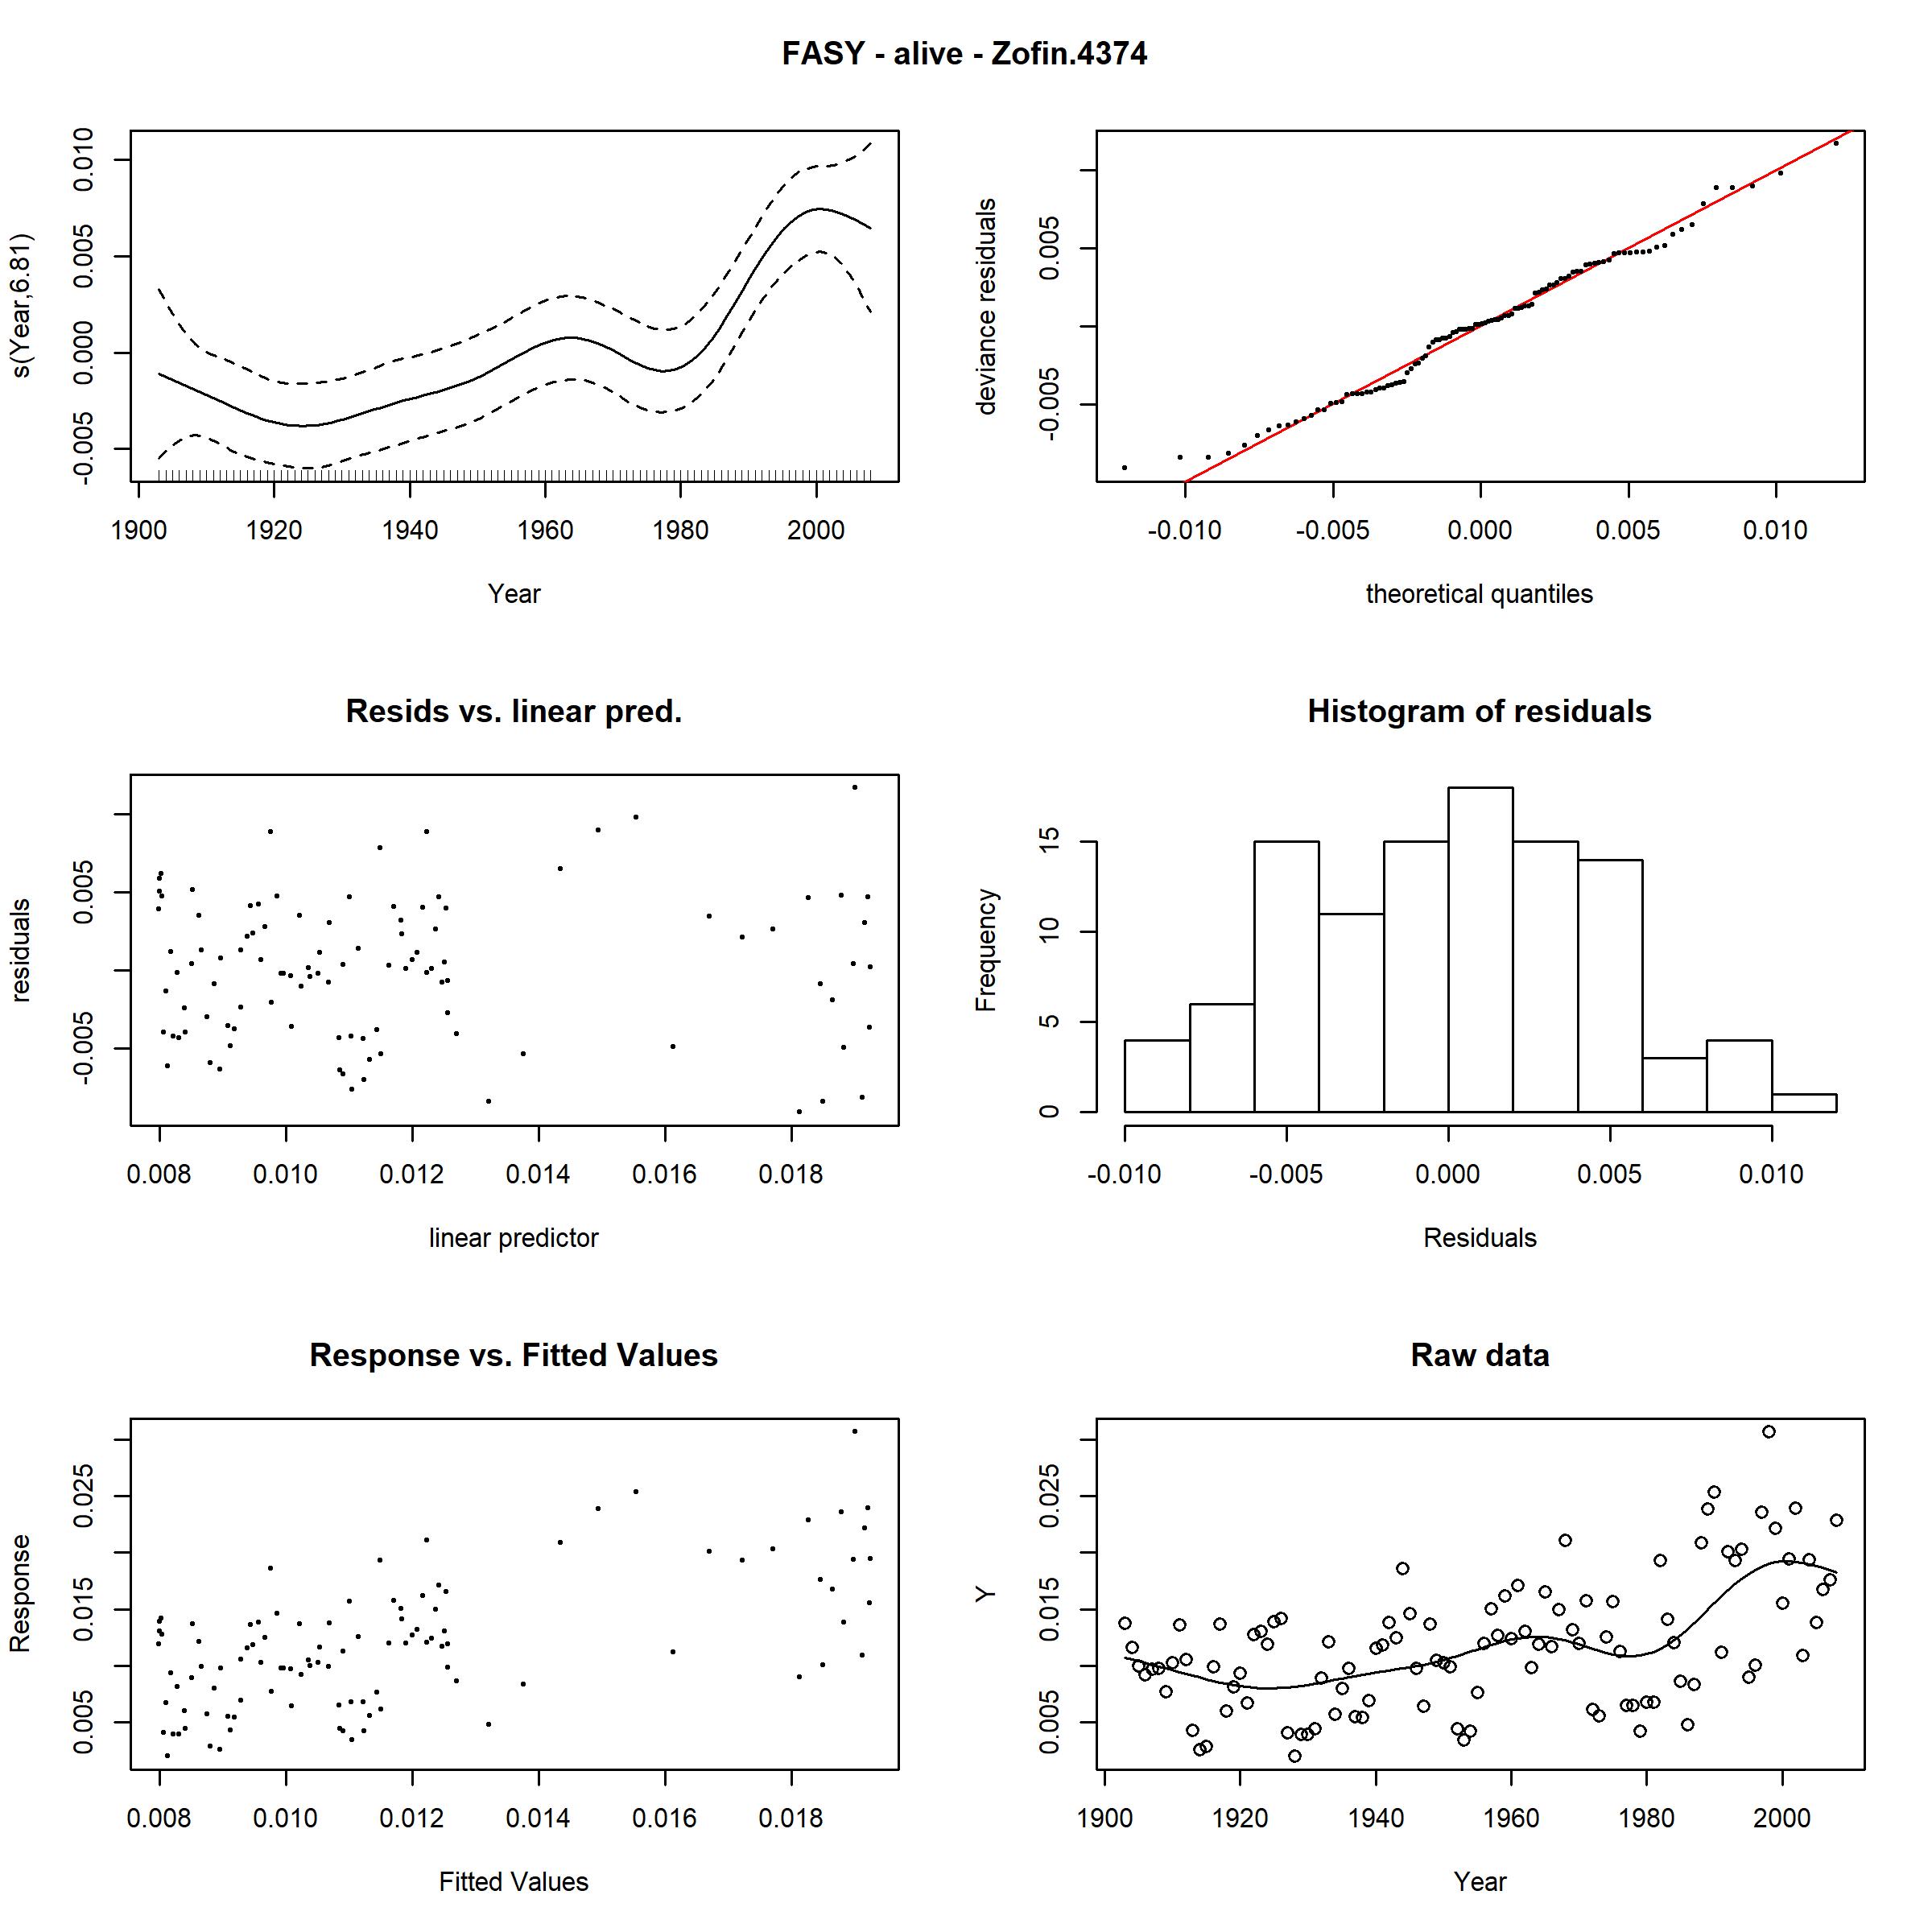 FASY - alive - Zofin.4374
s(Year,6.81)
-0.005 0.000 0.005 0.010
1900 1920 1940 1960 1980 2000
Year
deviance residuals
-0.005 0.005
-0.010 -0.005 0.000 0.005 0.010
theoretical quantiles
Resids vs. linear pred.
residuals
-0.005 0.005
0.008 0.010 0.012 0.014 0.016 0.018
linear predictor
Histogram of residuals
Frequency
0 5 10 15
-0.010 -0.005 0.000 0.005 0.010
Residuals
Response vs. Fitted Values
Response
0.005 0.015 0.025
0.008 0.010 0.012 0.014 0.016 0.018
Fitted Values
Raw data
Y
0.005 0.015 0.025
1900 1920 1940 1960 1980 2000
Year